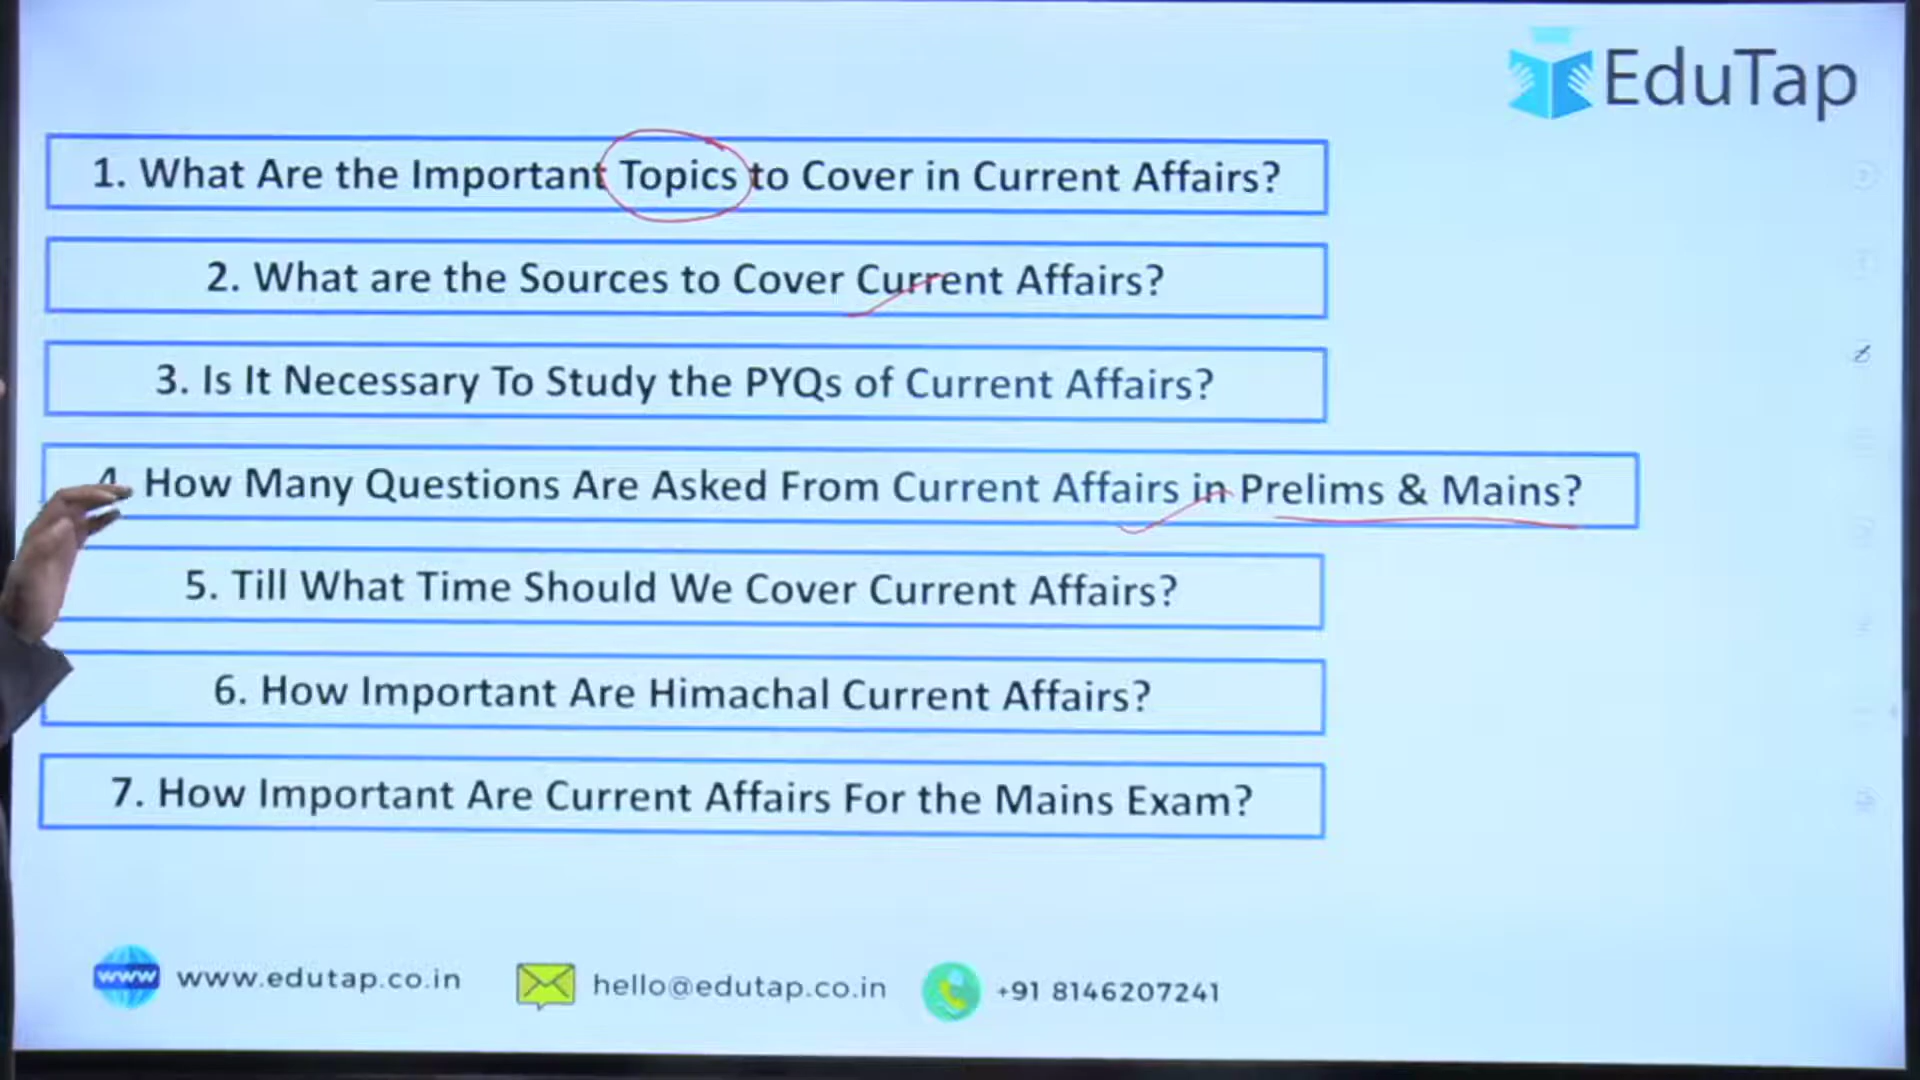 EduTap
1. What Are the Important Topics to Cover in Current Affairs?
2. What are the Sources to Cover Current Affairs?
3. Is It Necessary To Study the PYQs of Current Affairs?
4. How Many Questions Are Asked From Current Affairs in Prelims & Mains?
5. Till What Time Should We Cover Current Affairs?
6. How Important Are Himachal Current Affairs?
7. How Important Are Current Affairs For the Mains Exam?
www www.edutap.co.in hello@edutap.co.in +91 8146207241